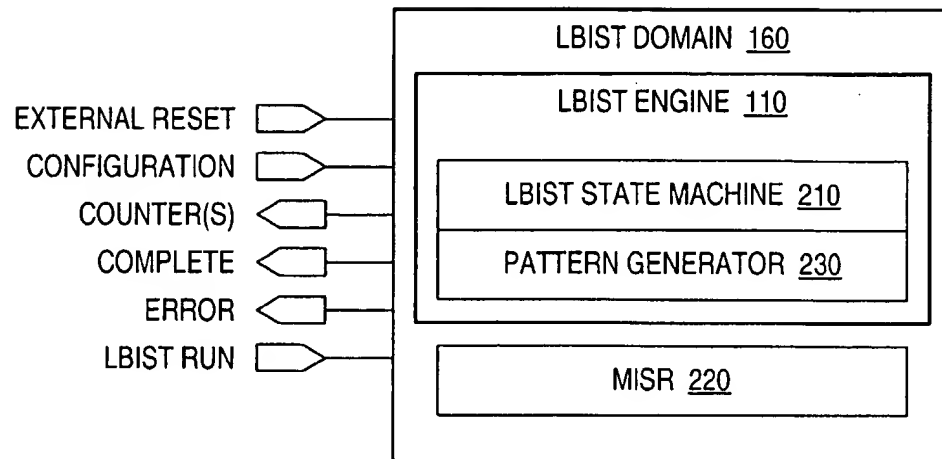 LBIST DOMAIN 160
LBIST ENGINE 110
EXTERNAL RESET
CONFIGURATION
COUNTER(S)
COMPLETE
ERROR
LBIST RUN
LBIST STATE MACHINE 210
PATTERN GENERATOR 230
MISR 220